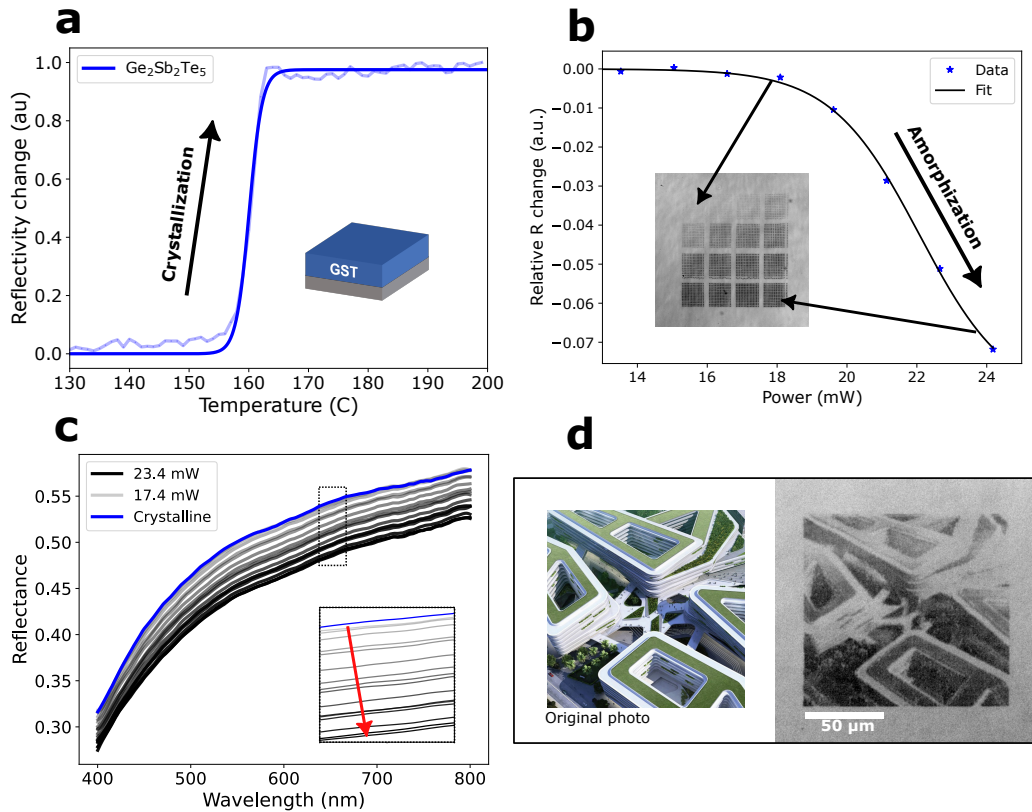 a
Ge₂Sb₂Te₅
Reflectivity change (au)
1.0
0.8
0.6
0.4
0.2
0.0
Crystallization
GST
130 140 150 160 170 180 190 200
Temperature (C)
b
Data
Fit
Relative R change (a.u.)
0.00
−0.01
−0.02
−0.03
−0.04
−0.05
−0.06
−0.07
Amorphization
14 16 18 20 22 24
Power (mW)
c
23.4 mW
17.4 mW
Crystalline
Reflectance
0.55
0.50
0.45
0.40
0.35
0.30
400 500 600 700 800
Wavelength (nm)
d
Original photo
50 µm